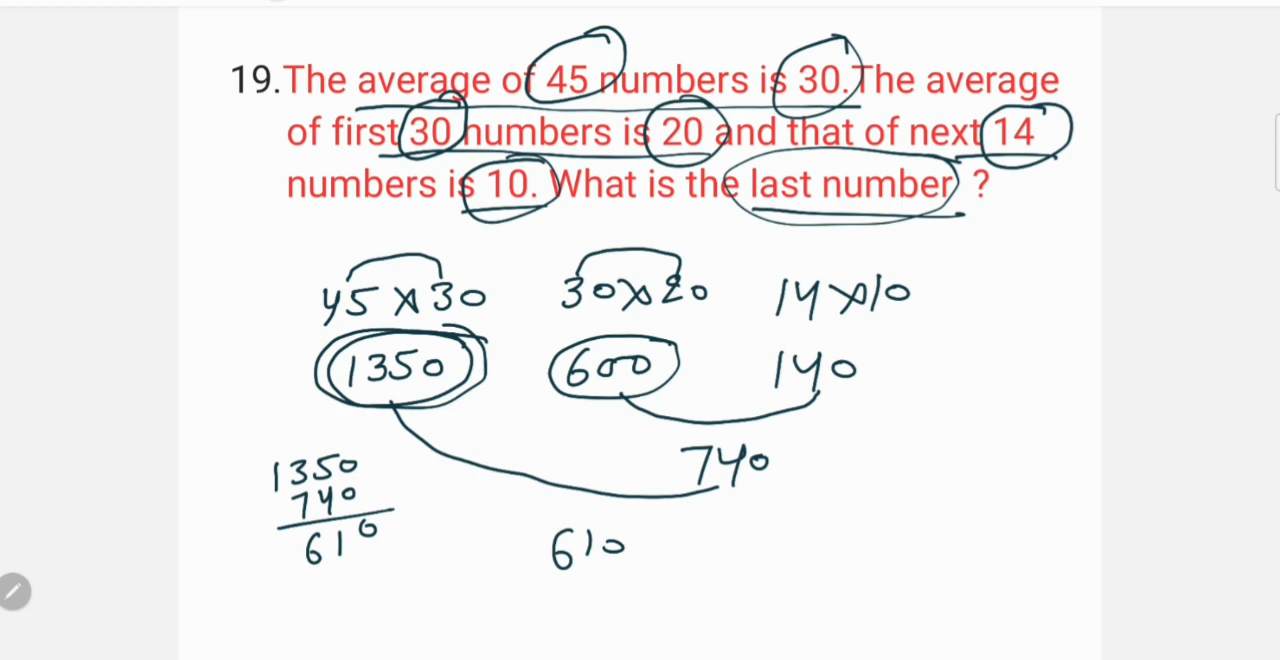 19.The average of 45 numbers is 30.The average
of first 30 numbers is 20 and that of next 14
numbers is 10. What is the last number ?
45 x 30 30x20 14x10
1350 600 140
740
1350
740
610
610